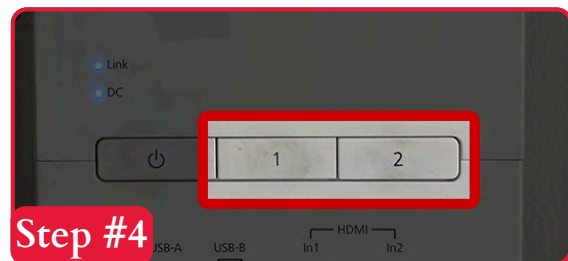 Link
DC
1 2
Step #4
USB-A USB-B HDMI
In1 In2